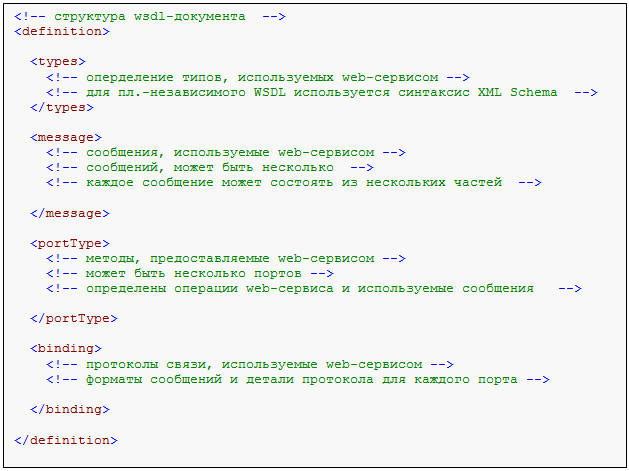 <!-- структура wsdl-документа  -->
<definition>
<types>
<!-- оперделение типов, используемых web-сервисом -->
<!-- для пл.-независимого WSDL используется синтаксис XML Schema  -->
</types>
<message>
<!-- сообщения, используемые web-сервисом -->
<!-- сообщений, может быть несколько  -->
<!-- каждое сообщение может состоять из нескольких частей  -->
</message>
<portType>
<!-- методы, предоставляемые web-сервисом -->
<!-- может быть несколько портов -->
<!-- определены операции web-сервиса и используемые сообщения   -->
</portType>
<binding>
<!-- протоколы связи, используемые web-сервисом -->
<!-- форматы сообщений и детали протокола для каждого порта -->
</binding>
</definition>